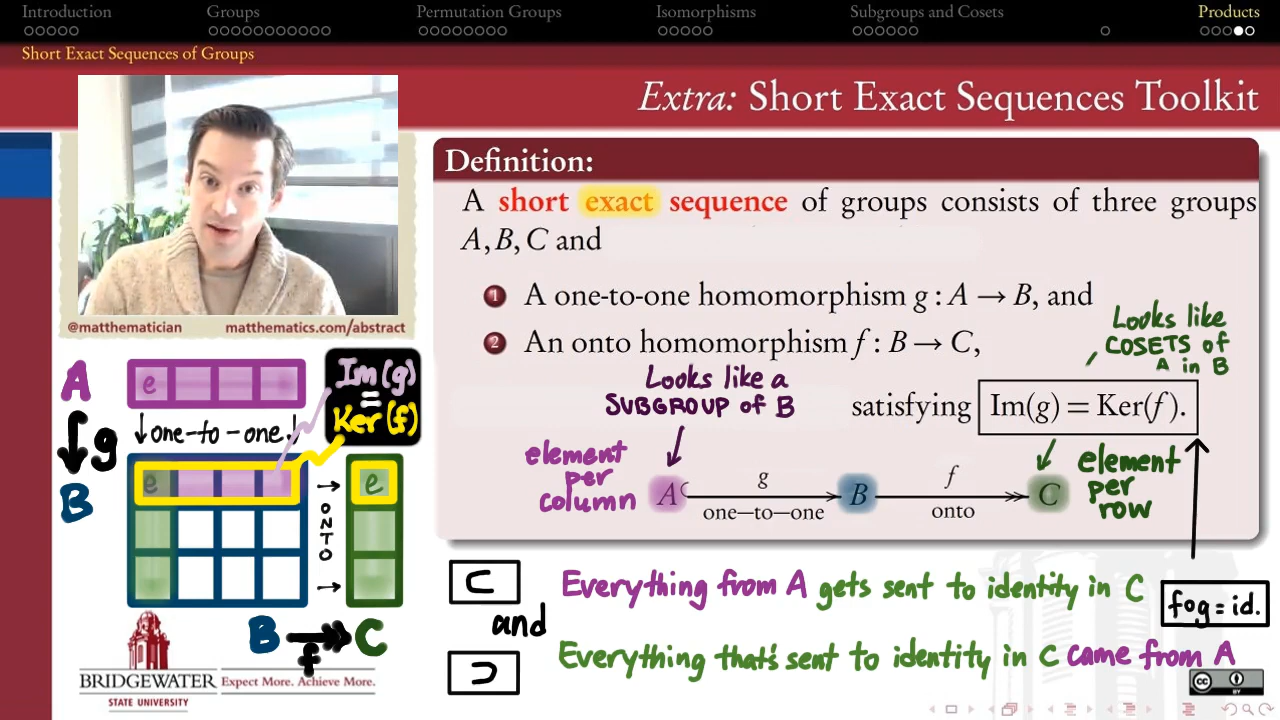 Introduction Groups Permutation Groups Isomorphisms Subgroups and Cosets Products
Short Exact Sequences of Groups
Extra: Short Exact Sequences Toolkit
@matthematician matthematics.com/abstract
Definition:
A short exact sequence of groups consists of three groups
A, B, C and
1 A one-to-one homomorphism g : A → B, and
2 An onto homomorphism f : B → C,
satisfying Im(g) = Ker(f).
Looks like
COSETS of
A in B
Looks like a
SUBGROUP of B
element
per
column
A g one—to—one B f onto C
element
per
row
A
e
Im(g)
=
Ker(f)
g
↓one-to-one↓
B
e
→
ONTO
→
e
B f C
⊂
Everything from A gets sent to identity in C
fog = id.
and
⊃
Everything that's sent to identity in C came from A
BRIDGEWATER
STATE UNIVERSITY
Expect More. Achieve More.
CC
BY